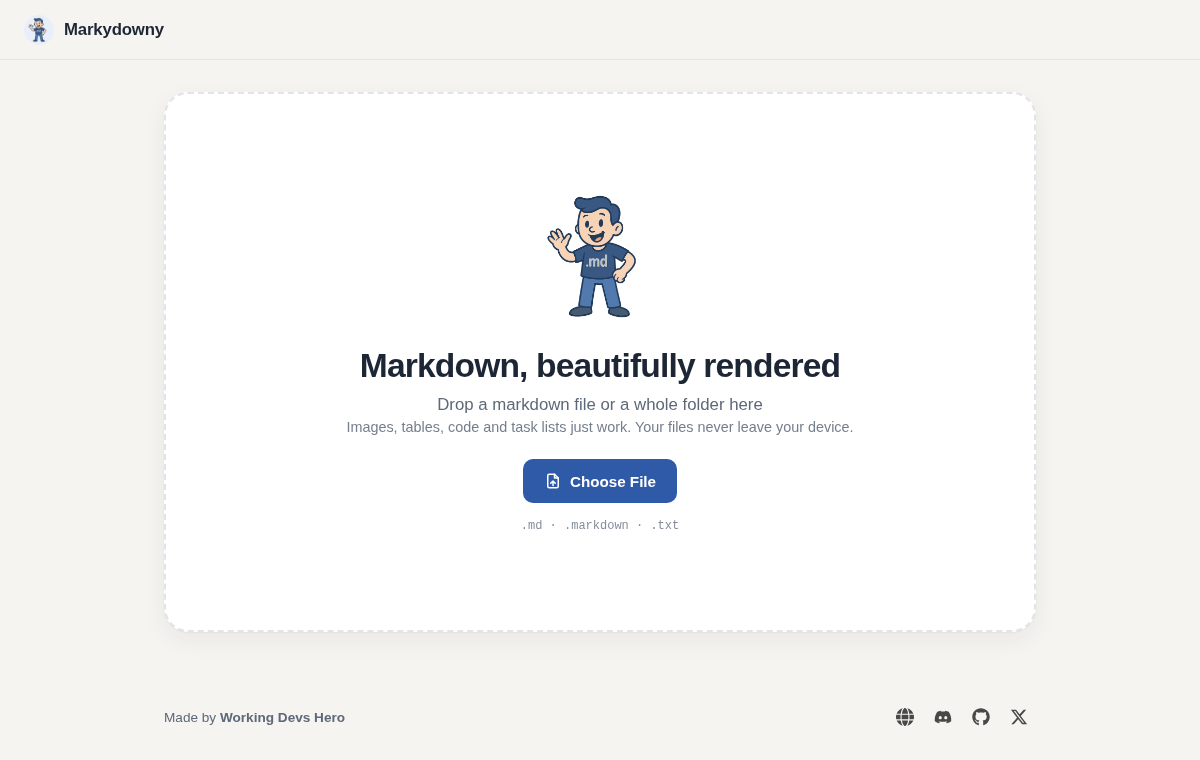 Markydowny
.md
Markdown, beautifully rendered
Drop a markdown file or a whole folder here
Images, tables, code and task lists just work. Your files never leave your device.
Choose File
.md · .markdown · .txt
Made by Working Devs Hero